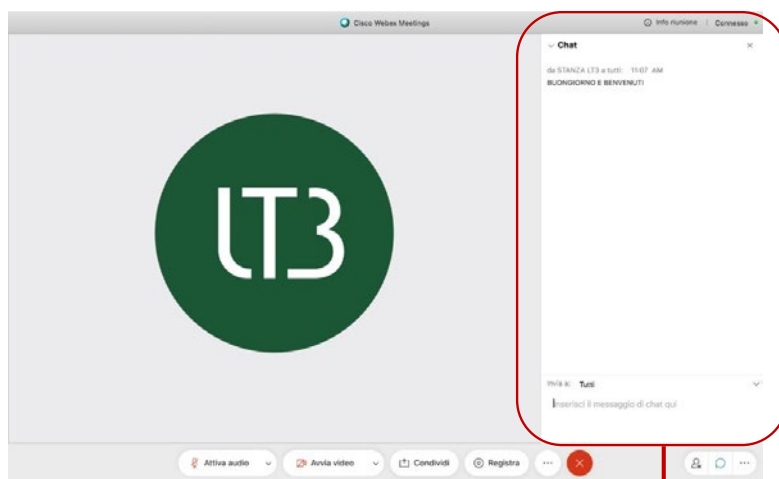 Cisco Webex Meetings
Info riunione | Connesso
Chat
da STANZA LT3 a tutti: 11:07 AM
BUONGIORNO E BENVENUTI
LT3
Invia a: Tutti
Inserisci il messaggio di chat qui
Attiva audio Avvia video Condividi Registra